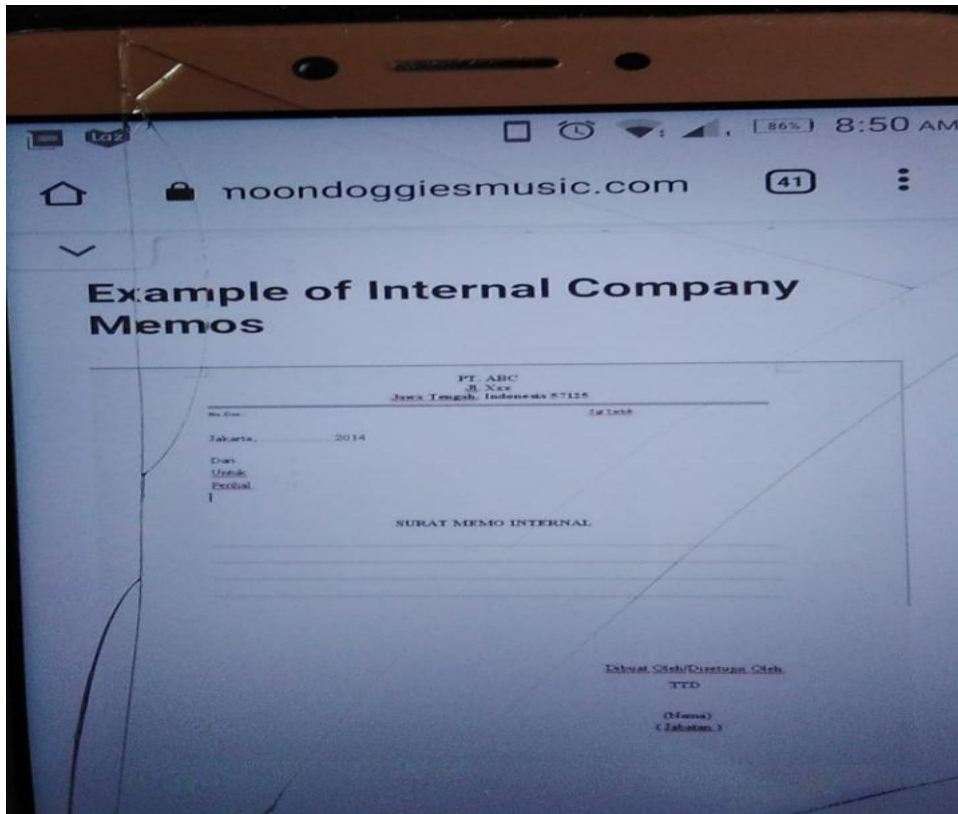 86% 8:50 AM
noondoggiesmusic.com 41
Example of Internal Company
Memos
PT. ABC
Jl. Xxx
Jawa Tengah, Indonesia 57125
Jakarta, 2014
Dari
Untuk
Perihal
SURAT MEMO INTERNAL
Dibuat Oleh/Disetujui Oleh
TTD
(Nama)
( Jabatan )